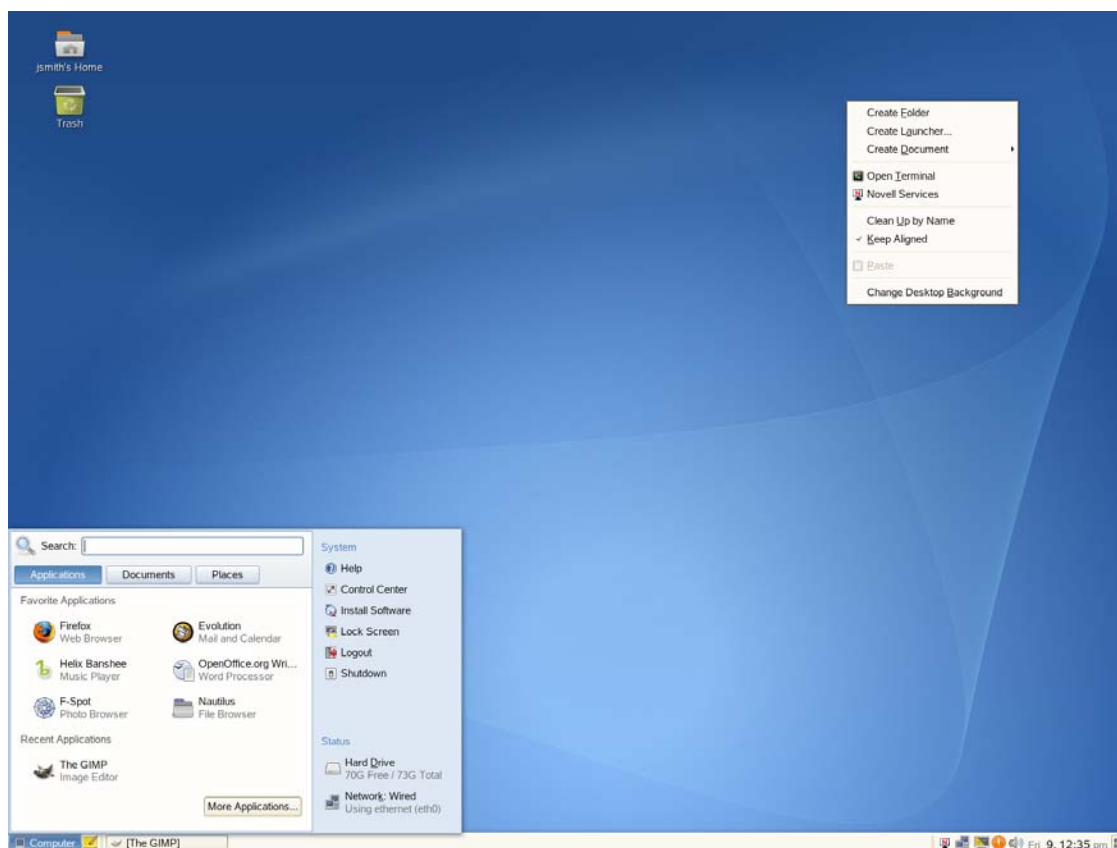 jsmith's Home
Trash
Create Folder
Create Launcher...
Create Document
Open Terminal
Novell Services
Clean Up by Name
Keep Aligned
Paste
Change Desktop Background
Search:
Applications Documents Places
Favorite Applications
Firefox
Web Browser
Evolution
Mail and Calendar
Helix Banshee
Music Player
OpenOffice.org Wri...
Word Processor
F-Spot
Photo Browser
Nautilus
File Browser
Recent Applications
The GIMP
Image Editor
More Applications...
System
Help
Control Center
Install Software
Lock Screen
Logout
Shutdown
Status
Hard Drive
70G Free / 73G Total
Network: Wired
Using ethernet (eth0)
Computer
[The GIMP]
Fri 9, 12:35 pm